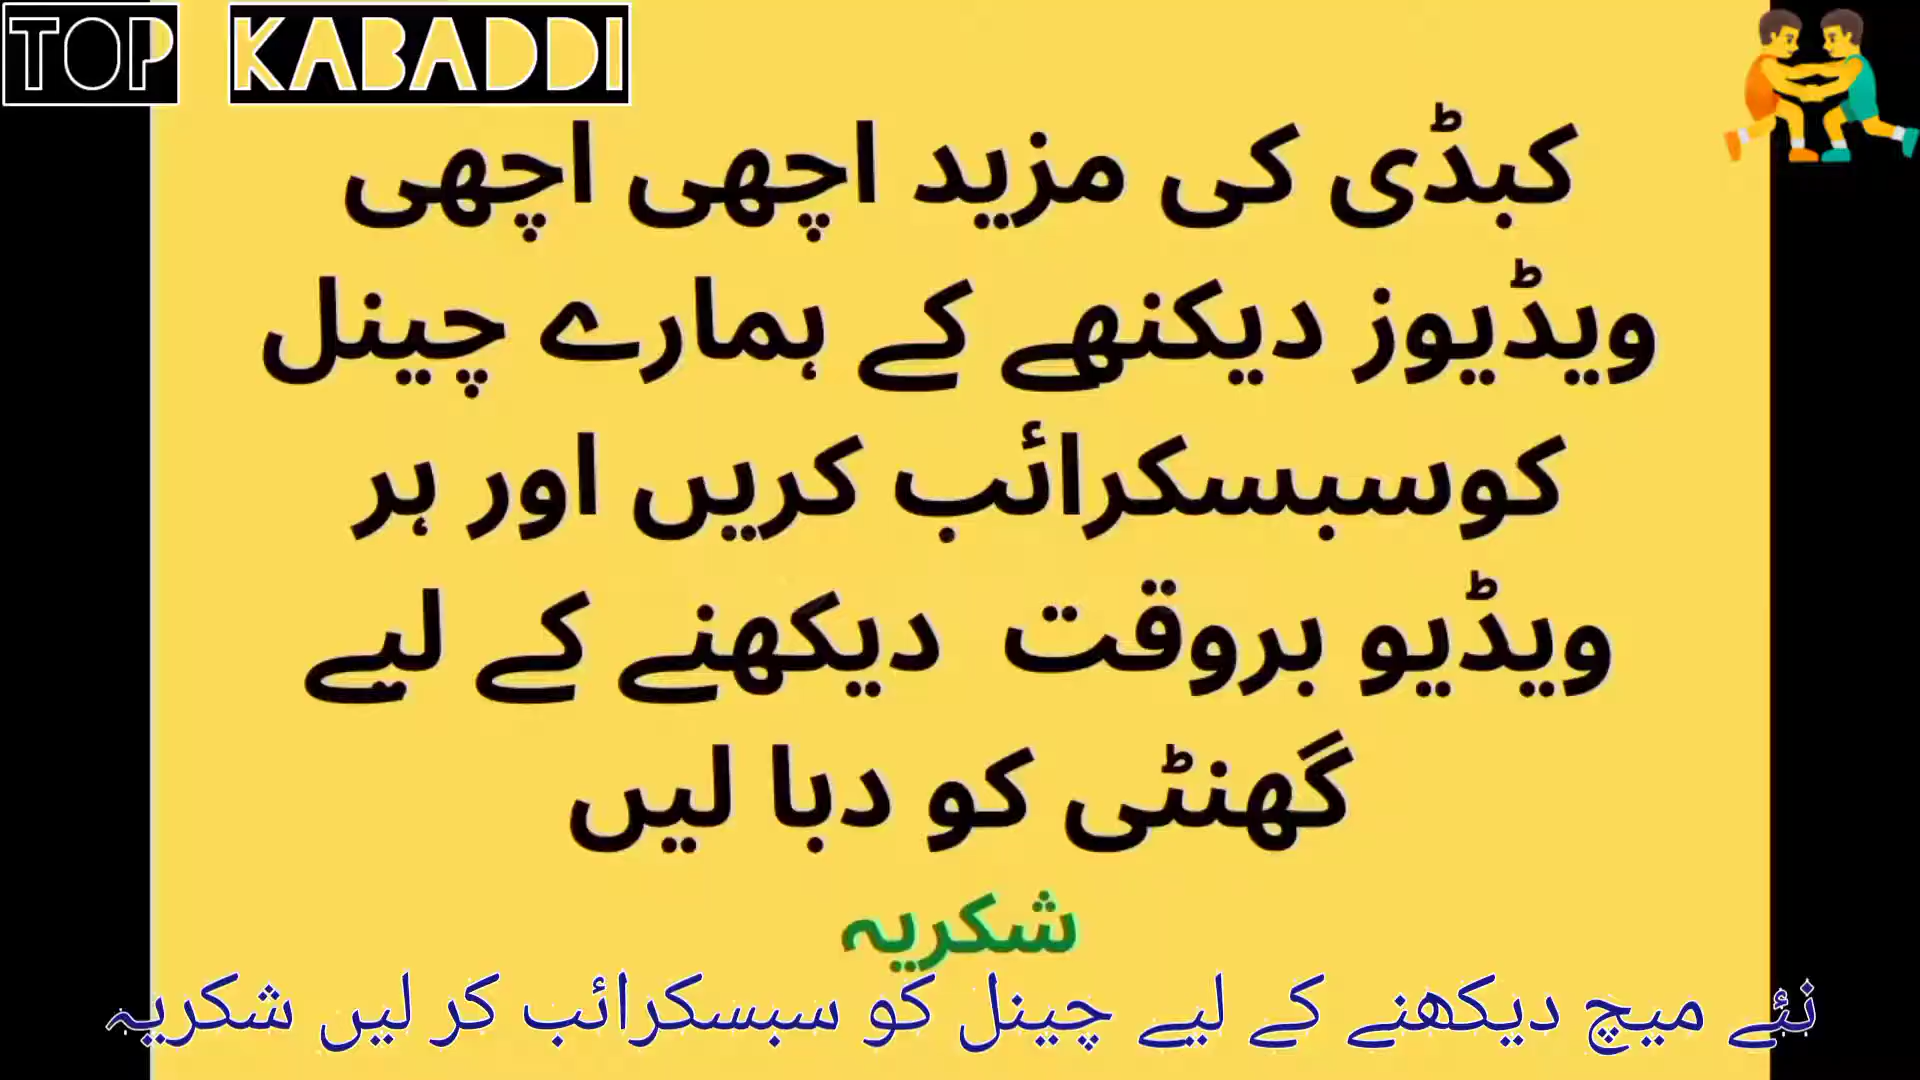 TOP KABADDI
کبڈی کی مزید اچھی اچھی
ویڈیوز دیکنھے کے ہمارے چینل
کوسبسکرائب کریں اور ہر
ویڈیو بروقت دیکھنے کے لیے
گھنٹی کو دبا لیں
شکریہ
نئے میچ دیکھنے کے لیے چینل کو سبسکرائب کر لیں شکریہ